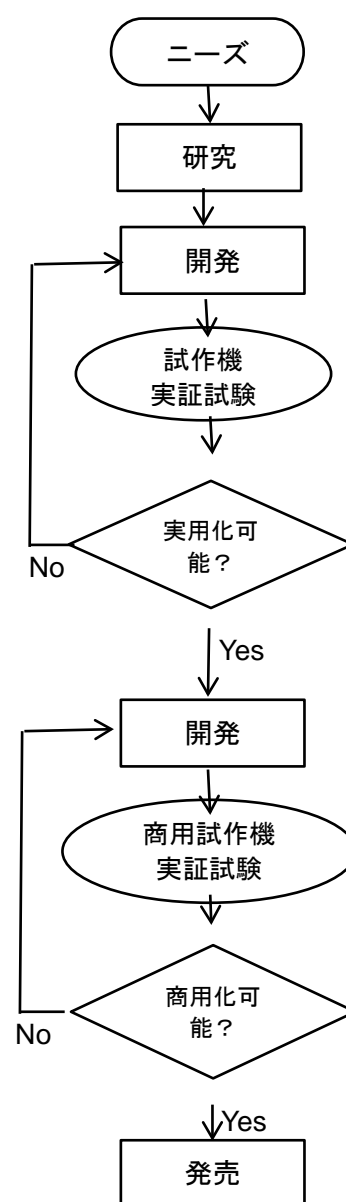 ニーズ
研究
開発
試作機
実証試験
実用化可
能？
No
Yes
開発
商用試作機
実証試験
商用化可
能？
No
Yes
発売